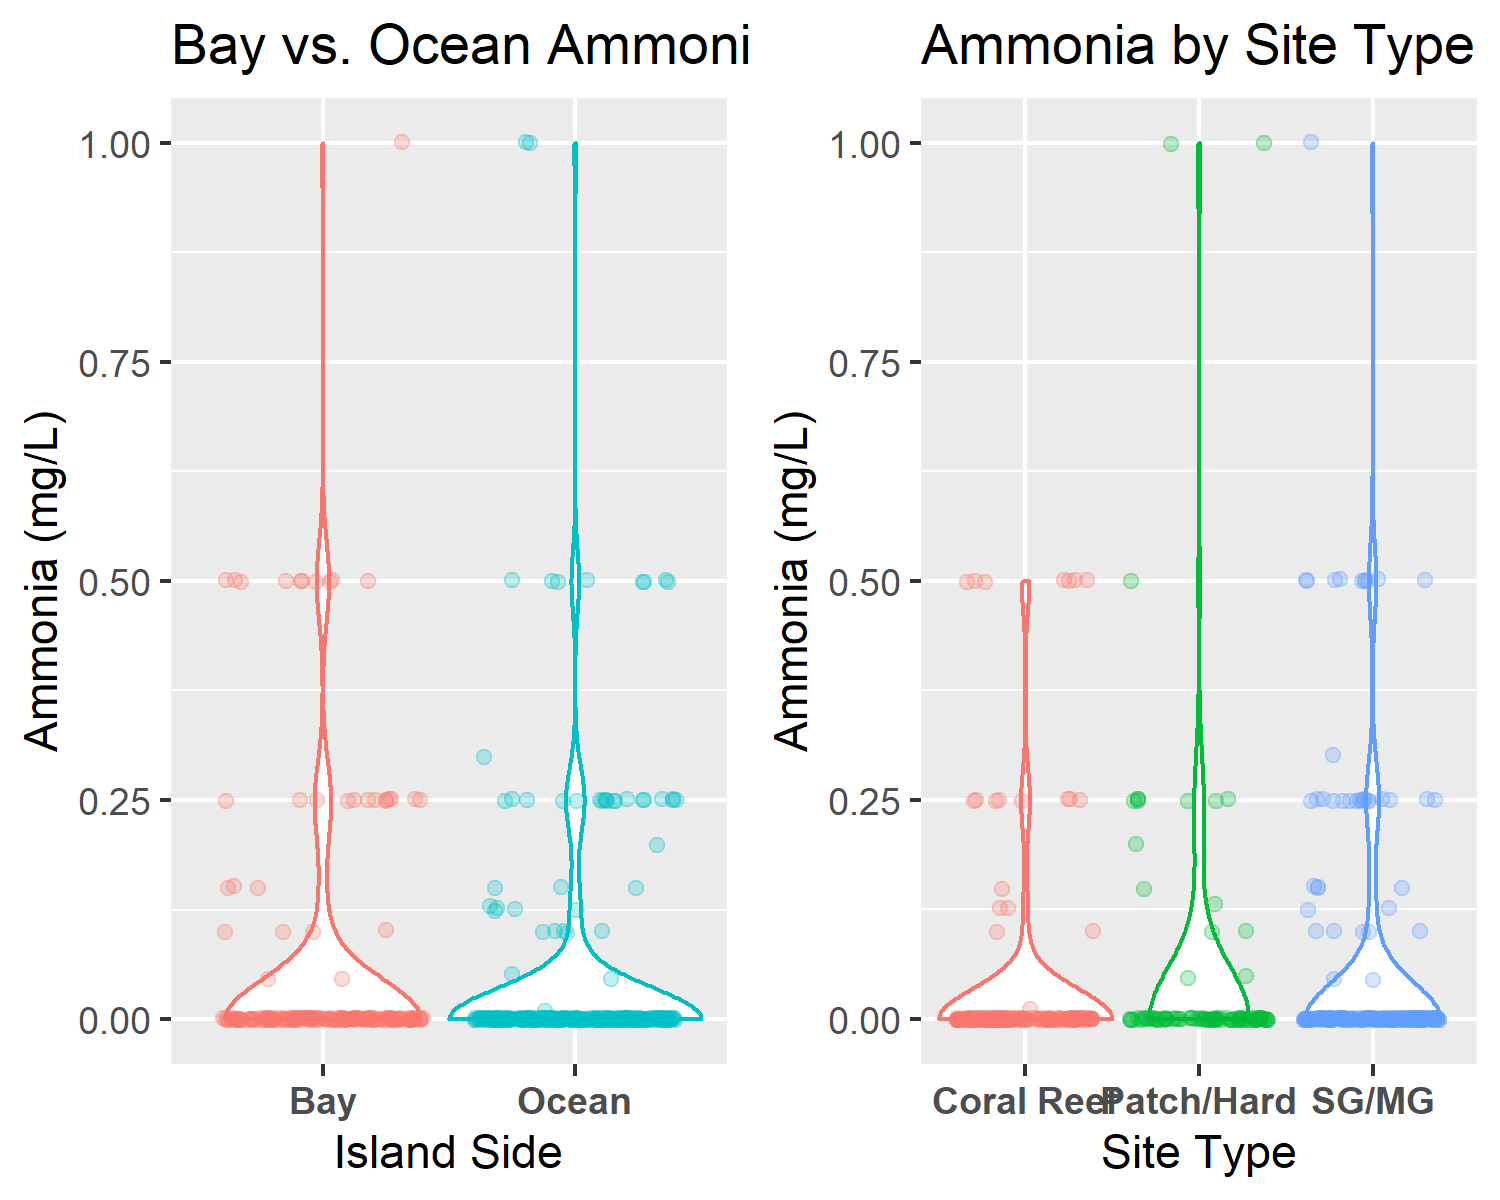 Bay vs. Ocean Ammoni
Ammonia by Site Type
Ammonia (mg/L)
1.00
0.75
0.50
0.25
0.00
Bay
Ocean
Island Side
Ammonia (mg/L)
1.00
0.75
0.50
0.25
0.00
Coral Reef
Patch/Hard
SG/MG
Site Type